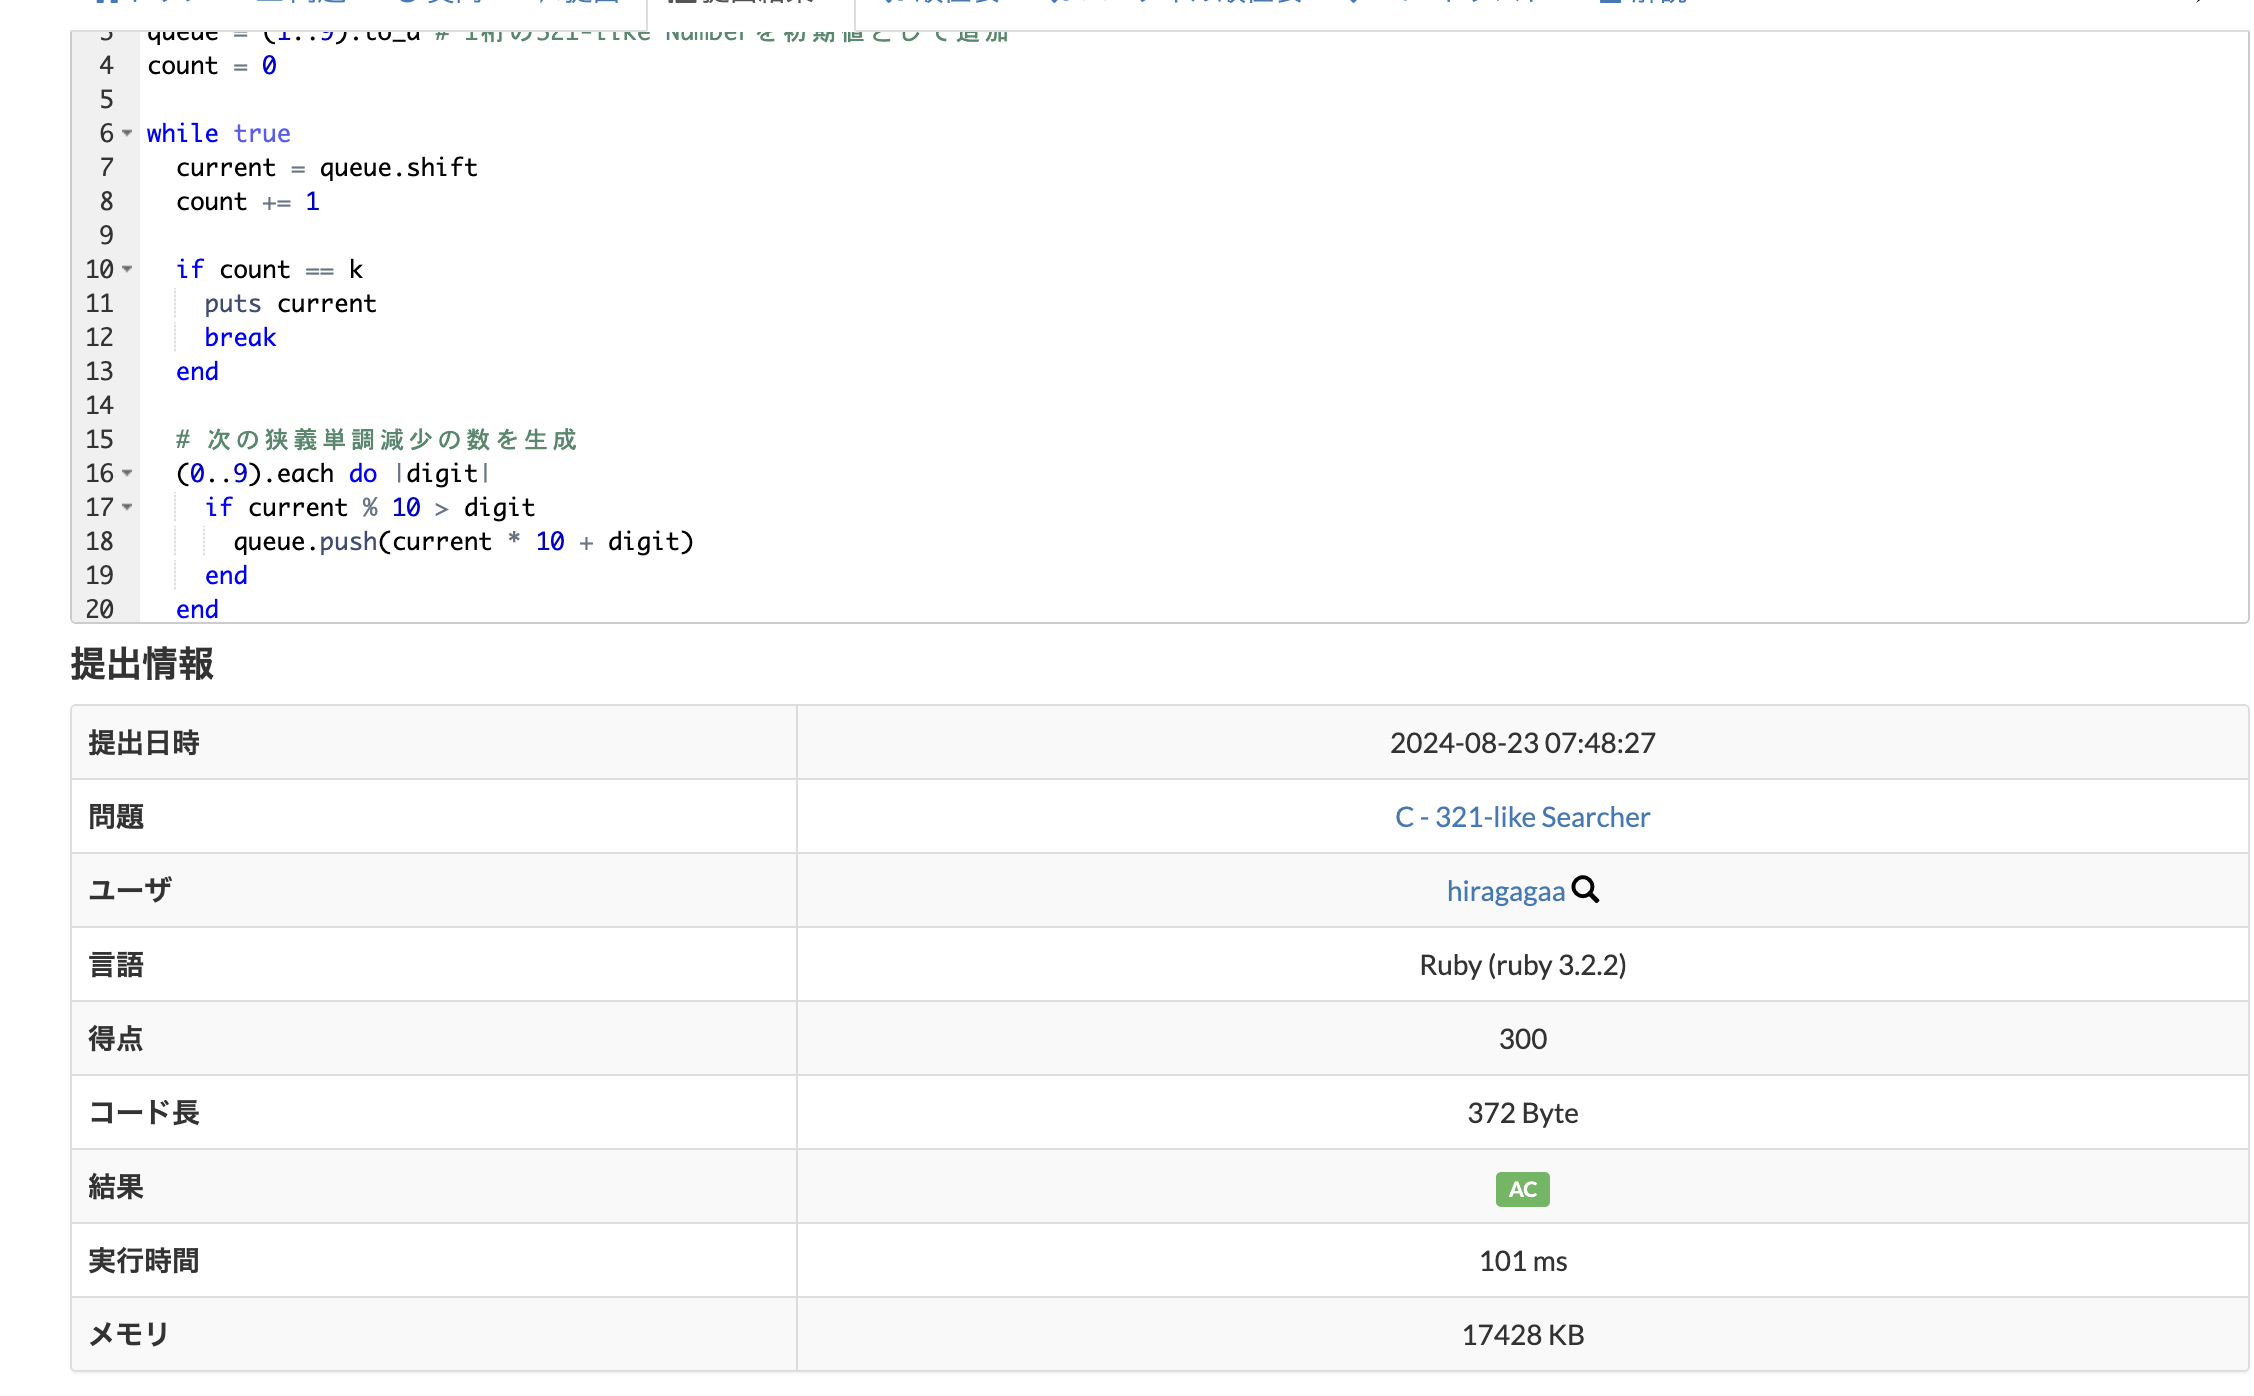 queue = (1..9).to_a # 1桁の321-like Numberを初期値として追加
4 count = 0
5
6 while true
7 current = queue.shift
8 count += 1
9
10 if count == k
11 puts current
12 break
13 end
14
15 # 次の狭義単調減少の数を生成
16 (0..9).each do |digit|
17 if current % 10 > digit
18 queue.push(current * 10 + digit)
19 end
20 end
提出情報
提出日時 2024-08-23 07:48:27
問題 C - 321-like Searcher
ユーザ hiragagaa
言語 Ruby (ruby 3.2.2)
得点 300
コード長 372 Byte
結果 AC
実行時間 101 ms
メモリ 17428 KB